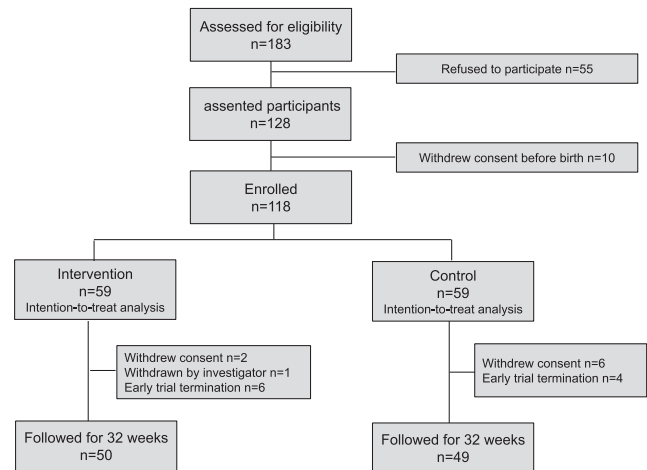 Assessed for eligibility
n=183
Refused to participate n=55
assented participants
n=128
Withdrew consent before birth n=10
Enrolled
n=118
Intervention
n=59
Intention-to-treat analysis
Control
n=59
Intention-to-treat analysis
Withdrew consent n=2
Withdrawn by investigator n=1
Early trial termination n=6
Withdrew consent n=6
Early trial termination n=4
Followed for 32 weeks
n=50
Followed for 32 weeks
n=49